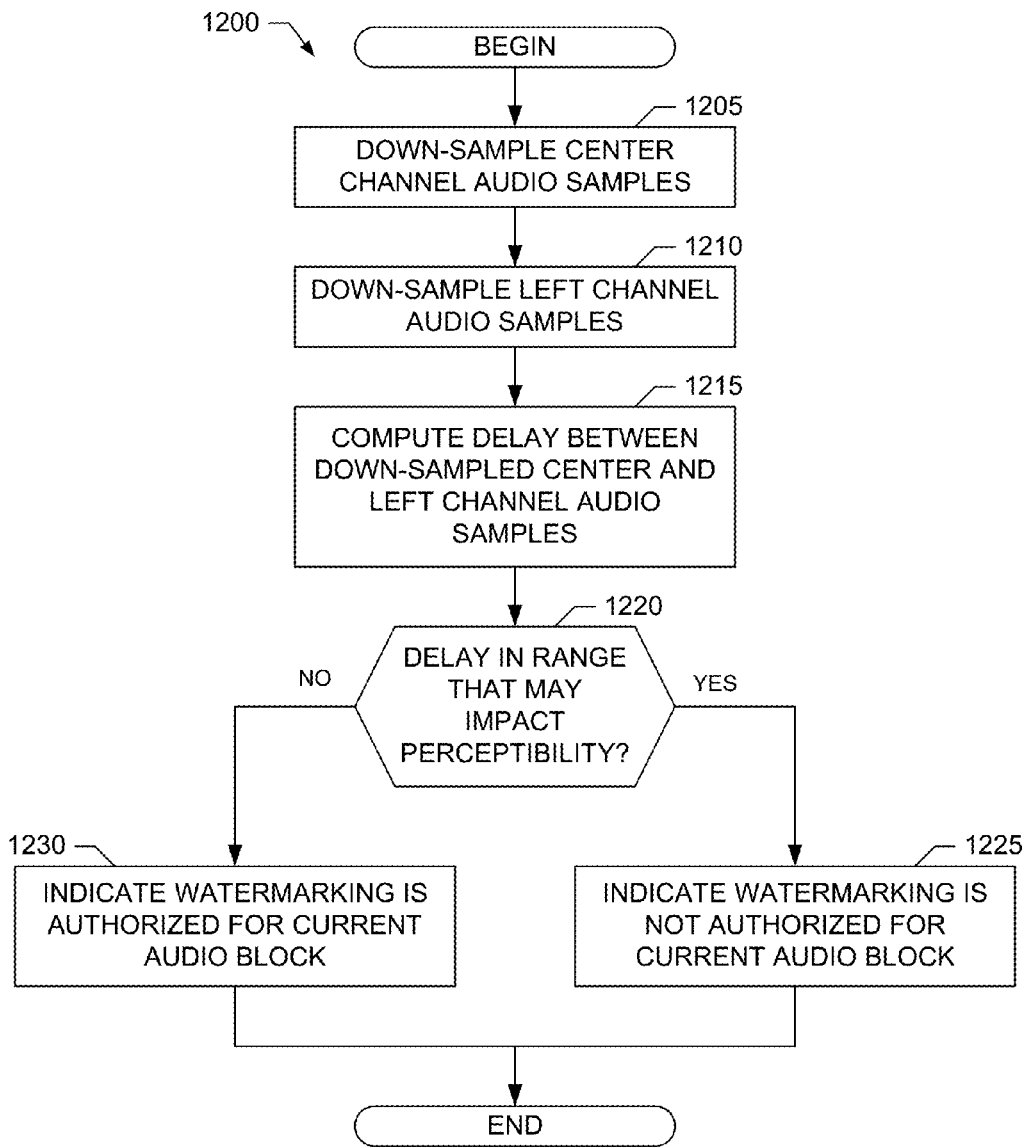 1200
BEGIN
1205
DOWN-SAMPLE CENTER
CHANNEL AUDIO SAMPLES
1210
DOWN-SAMPLE LEFT CHANNEL
AUDIO SAMPLES
1215
COMPUTE DELAY BETWEEN
DOWN-SAMPLED CENTER AND
LEFT CHANNEL AUDIO
SAMPLES
1220
DELAY IN RANGE
THAT MAY
IMPACT
PERCEPTIBILITY?
NO
YES
1230
INDICATE WATERMARKING IS
AUTHORIZED FOR CURRENT
AUDIO BLOCK
1225
INDICATE WATERMARKING IS
NOT AUTHORIZED FOR
CURRENT AUDIO BLOCK
END